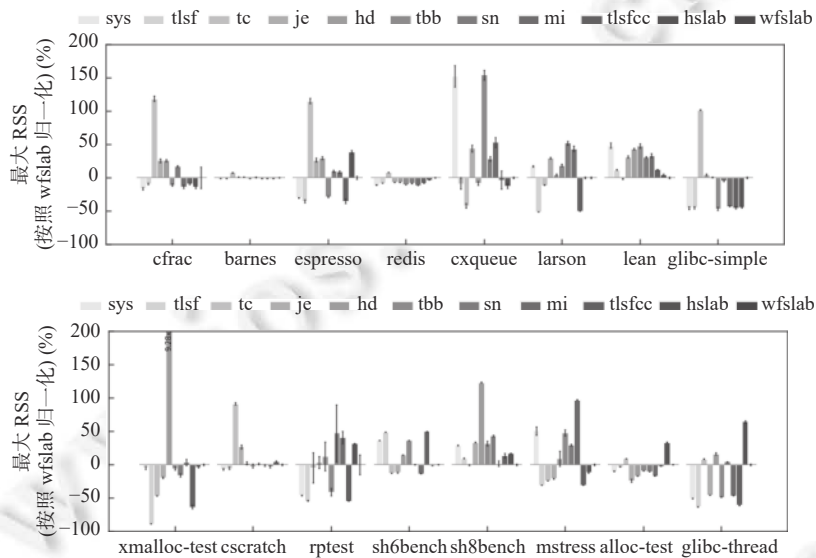 sys tlsf tc je hd tbb sn mi tlsfcc hslab wfslab
最大 RSS
(按照 wfslab 归一化) (%)
200
150
100
50
0
−50
−100
cfrac barnes espresso redis cxqueue larson lean glibc-simple
sys tlsf tc je hd tbb sn mi tlsfcc hslab wfslab
最大 RSS
(按照 wfslab 归一化) (%)
200
150
100
50
0
−50
−100
xmalloc-test cscratch rptest sh6bench sh8bench mstress alloc-test glibc-thread